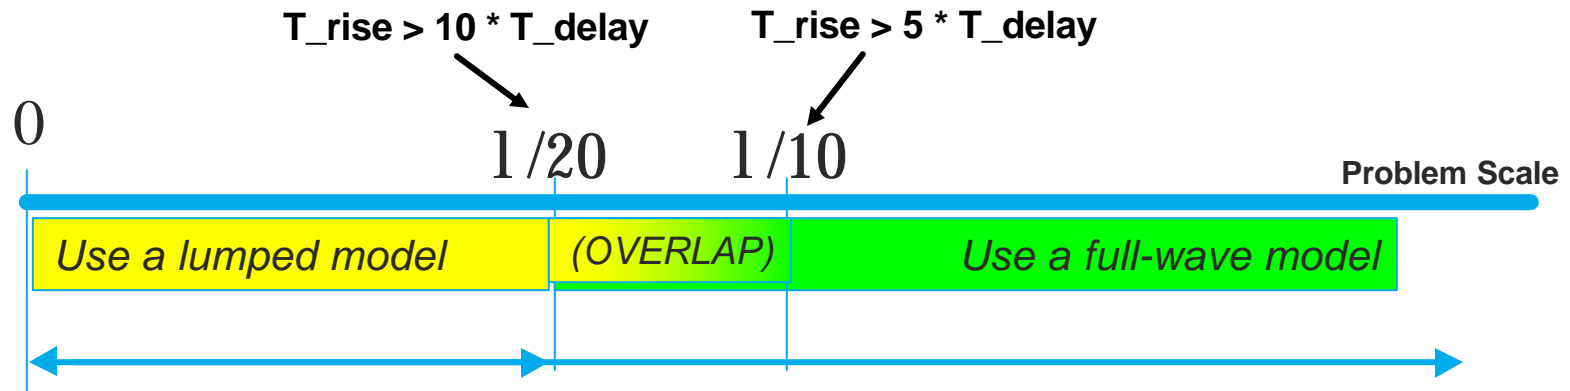 T_rise > 10 * T_delay
T_rise > 5 * T_delay
0
l /20
l /10
Problem Scale
Use a lumped model
(OVERLAP)
Use a full-wave model